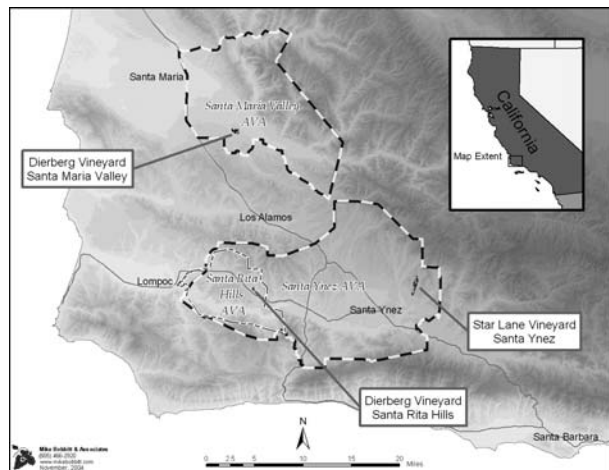 Santa Maria
Santa Maria Valley
AVA
Dierberg Vineyard
Santa Maria Valley
California
Map Extent
Los Alamos
Lompoc
Santa Rita
Hills
AVA
Santa Ynez AVA
Santa Ynez
Star Lane Vineyard
Santa Ynez
Dierberg Vineyard
Santa Rita Hills
Santa Barbara
N
0 2.5 5 10 15 20
Miles
& Associates
November, 2004